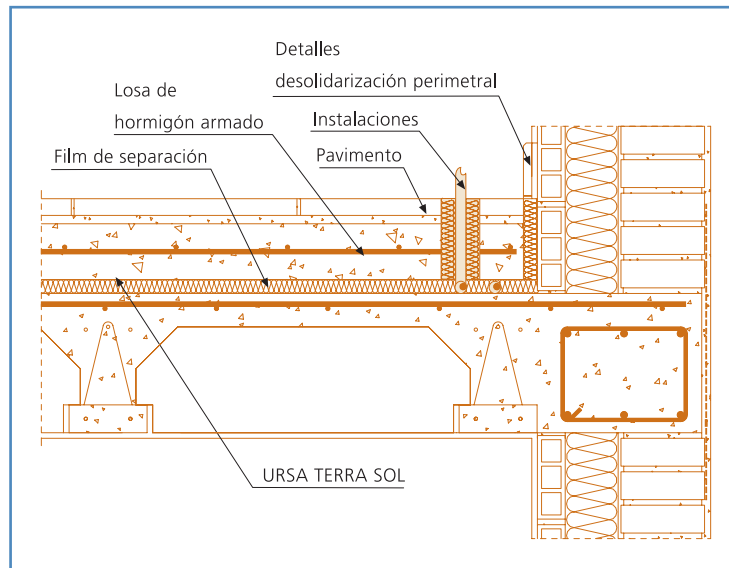 Detalles
desolidarización perimetral
Losa de
hormigón armado
Instalaciones
Film de separación
Pavimento
URSA TERRA SOL